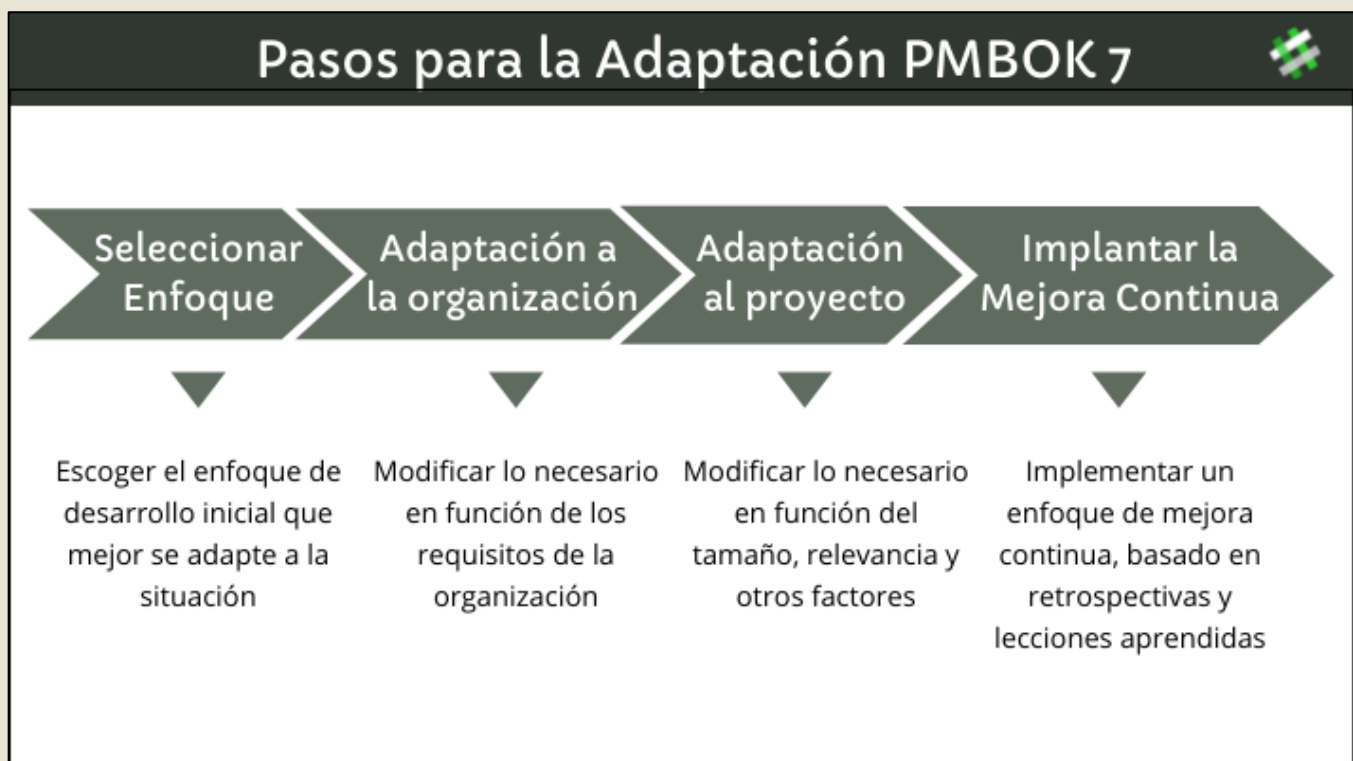 Pasos para la Adaptación PMBOK 7
Seleccionar
Enfoque
Adaptación a
la organización
Adaptación
al proyecto
Implantar la
Mejora Continua
Escoger el enfoque de
desarrollo inicial que
mejor se adapte a la
situación
Modificar lo necesario
en función de los
requisitos de la
organización
Modificar lo necesario
en función del
tamaño, relevancia y
otros factores
Implementar un
enfoque de mejora
continua, basado en
retrospectivas y
lecciones aprendidas